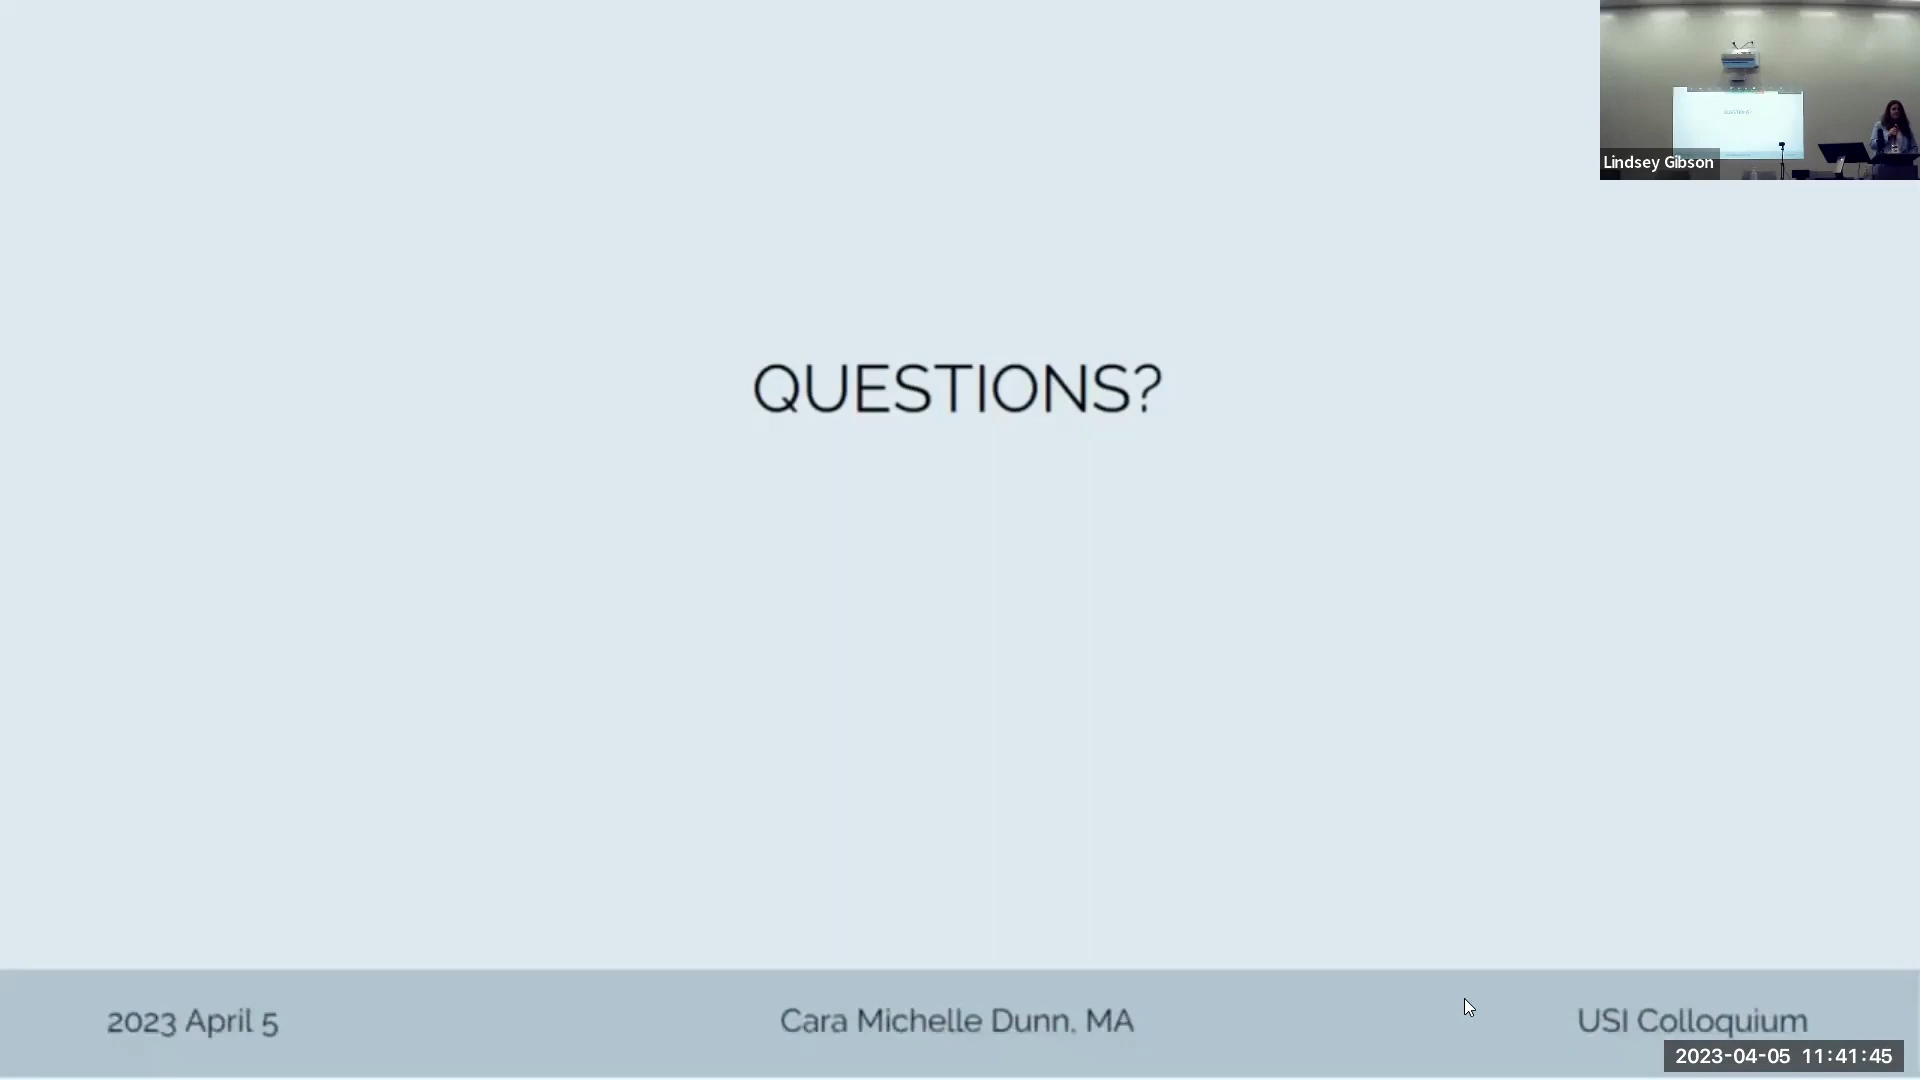 Lindsey Gibson
QUESTIONS?
2023 April 5
Cara Michelle Dunn, MA
USI Colloquium
2023-04-05 11:41:45